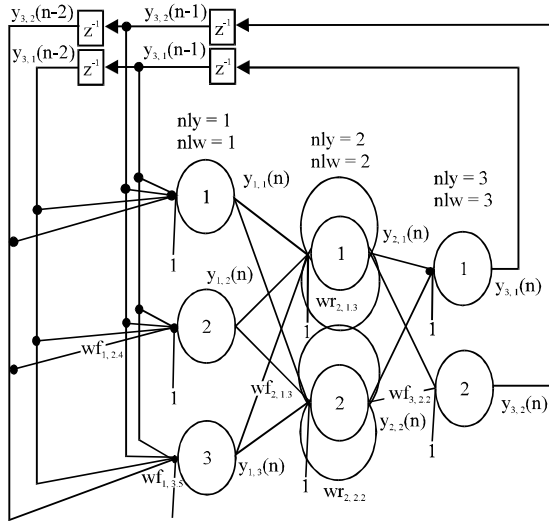 y3,2(n-2) z⁻¹ y3,2(n-1) z⁻¹
y3,1(n-2) z⁻¹ y3,1(n-1) z⁻¹
nly = 1
nlw = 1
nly = 2
nlw = 2
nly = 3
nlw = 3
1 y1,1(n) 1 y2,1(n) 1
1 y1,2(n) 1 wr2,1.3 1 y3,1(n)
2
wf1,2.4 wf2,1.3 2 wf3,2.2 2
1 y2,2(n) y3,2(n)
3 y1,3(n) 1 1
wf1,3.5 wr2,2.2